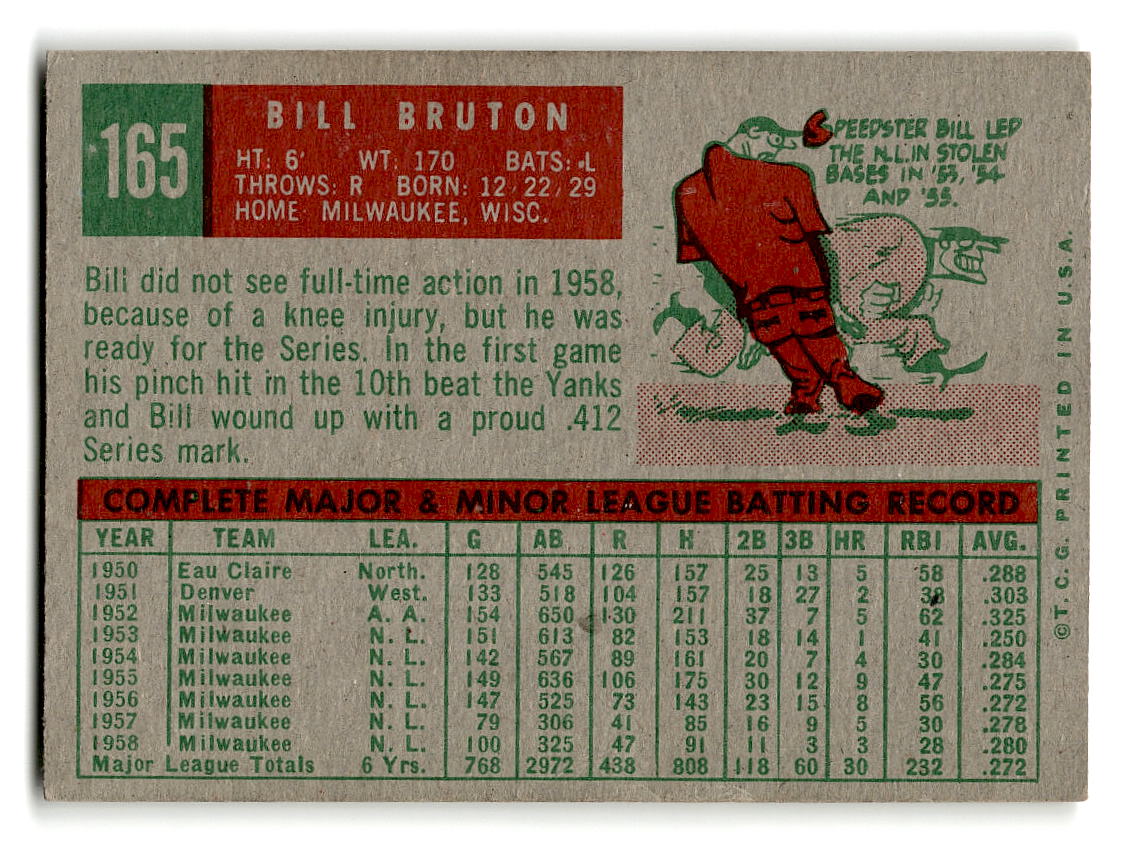 165
BILL BRUTON
HT: 6' WT: 170 BATS: L
THROWS: R BORN: 12/22/29
HOME: MILWAUKEE, WISC.
SPEEDSTER BILL LED
THE N.L. IN STOLEN
BASES IN '53, '54
AND '55.
Bill did not see full-time action in 1958,
because of a knee injury, but he was
ready for the Series. In the first game
his pinch hit in the 10th beat the Yanks
and Bill wound up with a proud .412
Series mark.
COMPLETE MAJOR & MINOR LEAGUE BATTING RECORD
YEAR TEAM LEA. G AB R H 2B 3B HR RBI AVG.
1950 Eau Claire North. 128 545 126 157 25 13 5 58 .288
1951 Denver West. 133 518 104 157 18 27 2 38 .303
1952 Milwaukee A. A. 154 650 130 211 37 7 5 62 .325
1953 Milwaukee N. L. 151 613 82 153 18 14 1 41 .250
1954 Milwaukee N. L. 142 567 89 161 20 7 4 30 .284
1955 Milwaukee N. L. 149 636 106 175 30 12 9 47 .275
1956 Milwaukee N. L. 147 525 73 143 23 15 8 56 .272
1957 Milwaukee N. L. 79 306 41 85 16 9 5 30 .278
1958 Milwaukee N. L. 100 325 47 91 11 3 3 28 .280
Major League Totals 6 Yrs. 768 2972 438 808 118 60 30 232 .272
©T.C.G. PRINTED IN U.S.A.